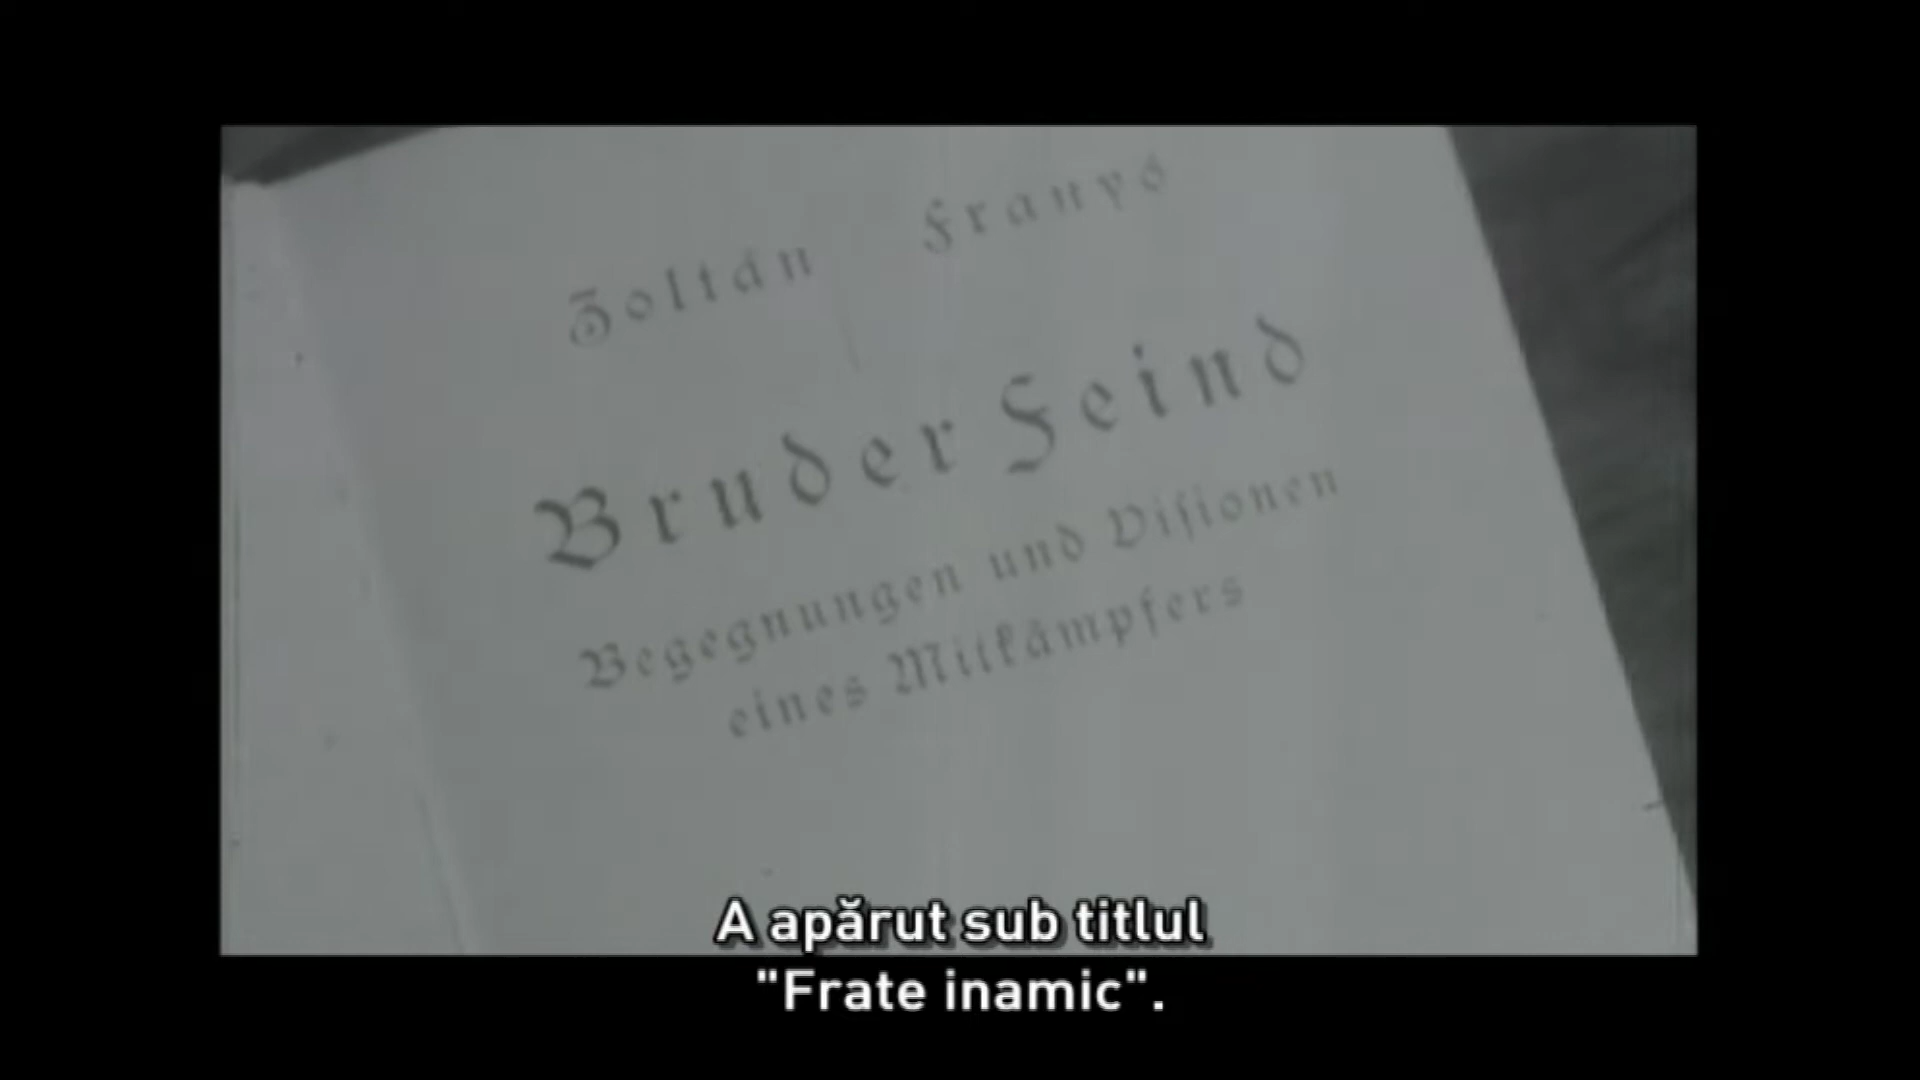 Zoltán Franyó
Bruder Feind
Begegnungen und Visionen
eines Mitkämpfers
A apărut sub titlul
"Frate inamic".